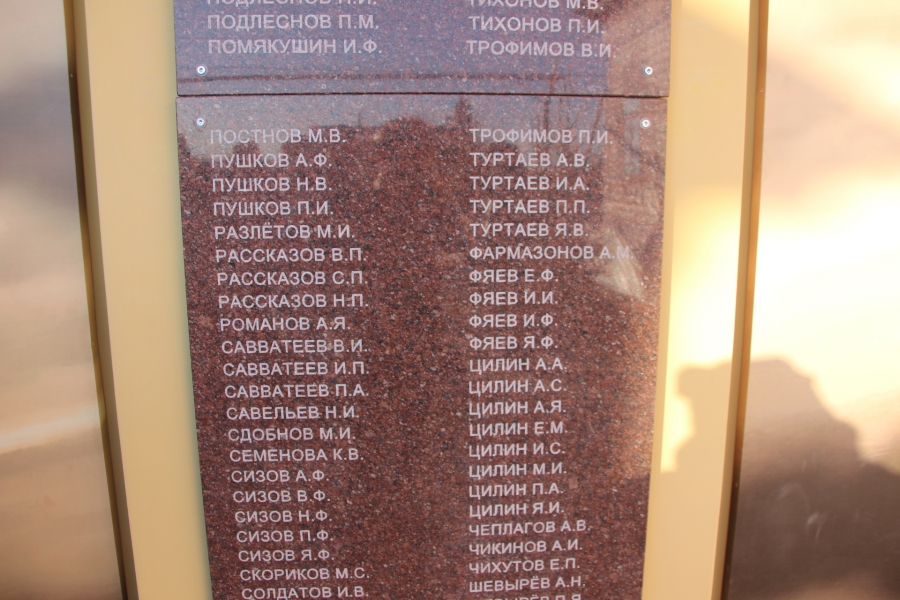 ПОДЛЕСНОВ П.И.
ПОДЛЕСНОВ П.М.
ПОМЯКУШИН И.Ф.
ТИХОНОВ М.В.
ТИХОНОВ П.И.
ТРОФИМОВ В.И.
ПОСТНОВ М.В.
ПУШКОВ А.Ф.
ПУШКОВ Н.В.
ПУШКОВ П.И.
РАЗЛЁТОВ М.И.
РАССКАЗОВ В.П.
РАССКАЗОВ С.П.
РАССКАЗОВ Н.П.
РОМАНОВ А.Я.
САВВАТЕЕВ В.И.
САВВАТЕЕВ И.П.
САВВАТЕЕВ П.А.
САВЕЛЬЕВ Н.И.
СДОБНОВ М.И.
СЕМЁНОВА К.В.
СИЗОВ А.Ф.
СИЗОВ В.Ф.
СИЗОВ Н.Ф.
СИЗОВ П.Ф.
СИЗОВ Я.Ф.
СКОРИКОВ М.С.
СОЛДАТОВ И.В.
ТРОФИМОВ П.И.
ТУРТАЕВ А.В.
ТУРТАЕВ И.А.
ТУРТАЕВ П.П.
ТУРТАЕВ Я.В.
ФАРМАЗОНОВ А.М.
ФЯЕВ Е.Ф.
ФЯЕВ И.И.
ФЯЕВ И.Ф.
ФЯЕВ Я.Ф.
ЦИЛИН А.А.
ЦИЛИН А.С.
ЦИЛИН А.Я.
ЦИЛИН Е.М.
ЦИЛИН И.С.
ЦИЛИН М.И.
ЦИЛИН П.А.
ЦИЛИН Я.И.
ЧЕПЛАГОВ А.В.
ЧИКИНОВ А.И.
ЧИХУТОВ Е.П.
ШЕВЫРЁВ А.Н.